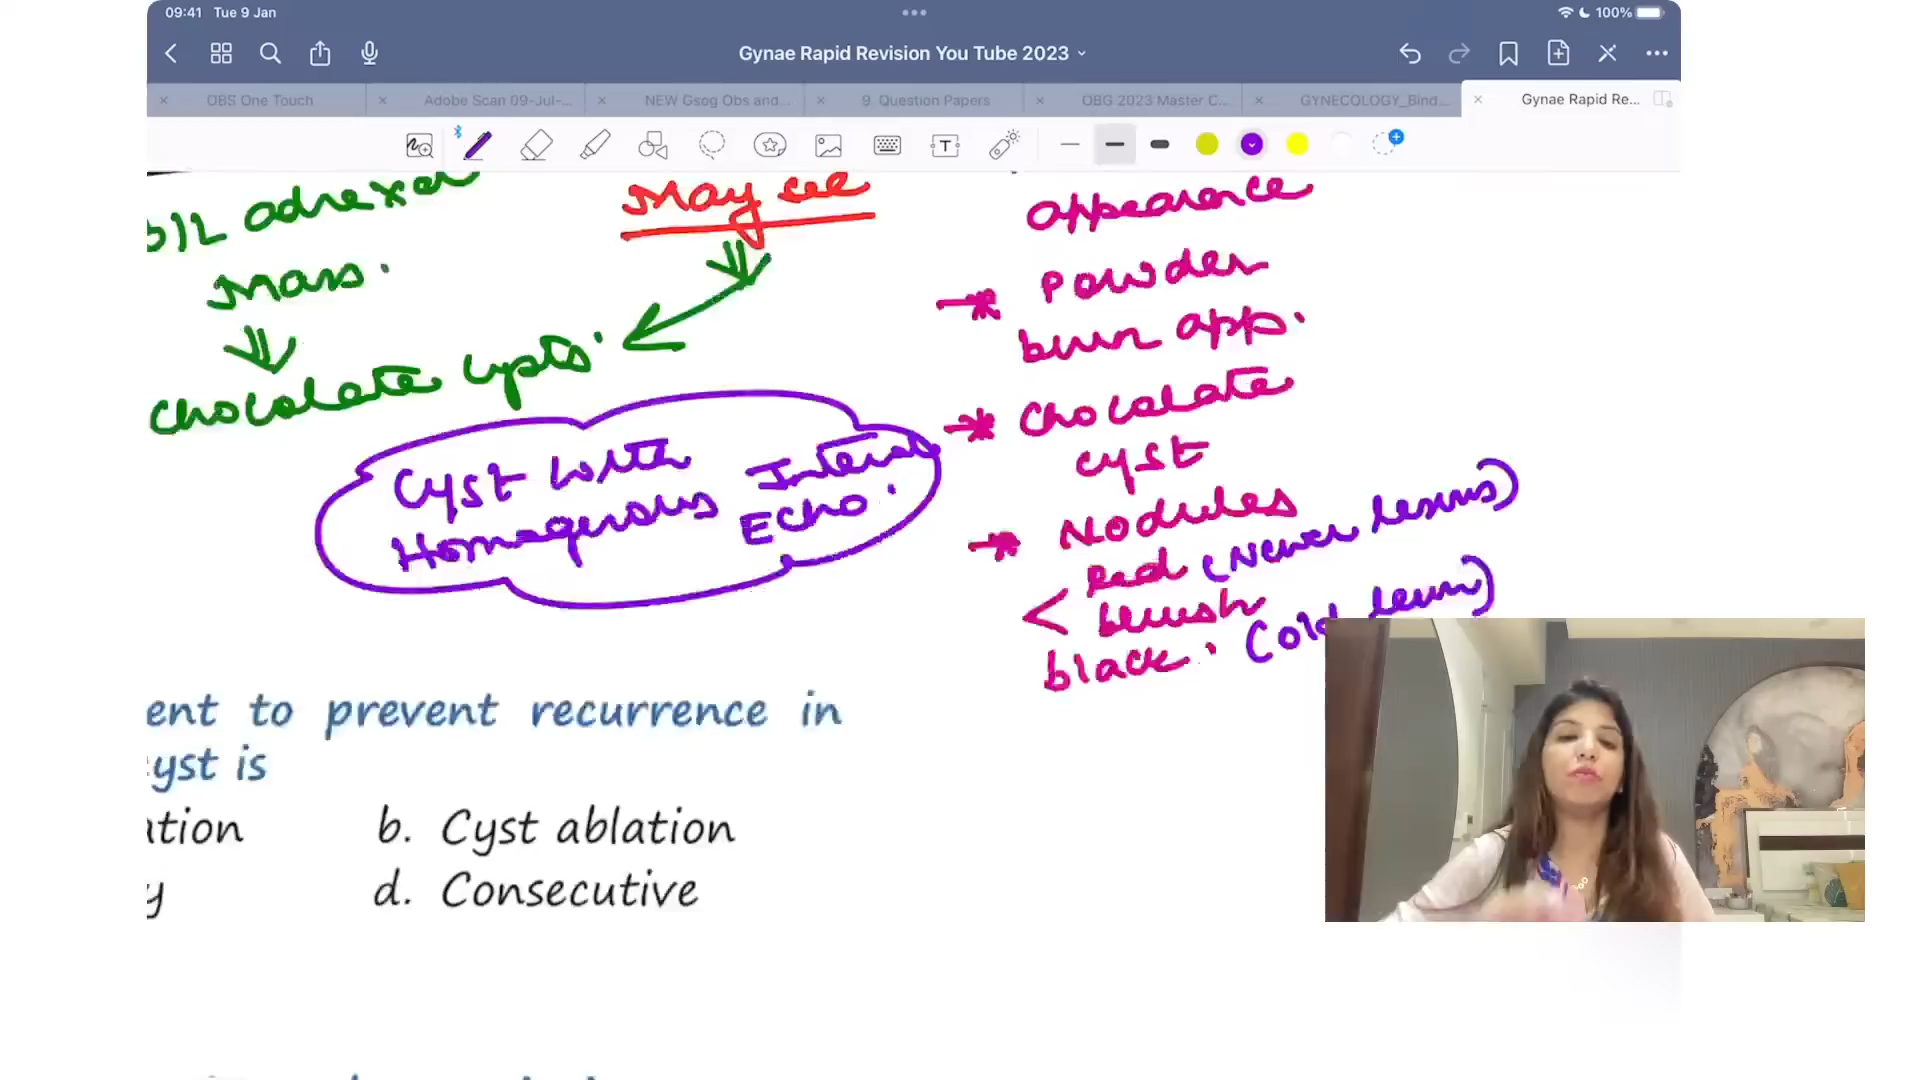 09:41 Tue 9 Jan
100%
Gynae Rapid Revision You Tube 2023
OBS One Touch
Adobe Scan 09-Jul-...
NEW Gsog Obs and...
9 Question Papers
OBG 2023 Master C...
GYNECOLOGY_Bind...
Gynae Rapid Re...
b/L adnexal
Mass.
Chocolate cysts.
May see
Cyst with
Homogenous Internal
Echo.
appearance
Powder
burn app.
Chocolate
cyst
Nodules
Red (Newer lesions)
bluish
black. (old lesion)
ent to prevent recurrence in
yst is
ation
b. Cyst ablation
y
d. Consecutive